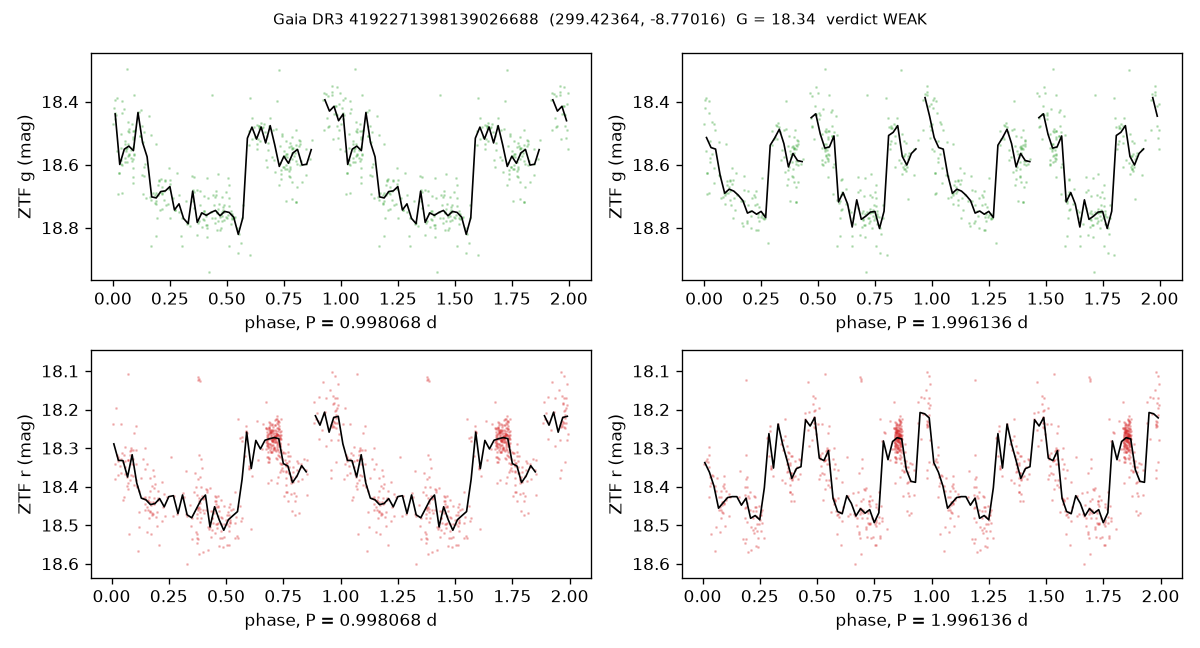 Gaia DR3 4192271398139026688 (299.42364, -8.77016) G = 18.34 verdict WEAK
ZTF g (mag)
18.4
18.6
18.8
0.00 0.25 0.50 0.75 1.00 1.25 1.50 1.75 2.00
phase, P = 0.998068 d
ZTF g (mag)
18.4
18.6
18.8
0.00 0.25 0.50 0.75 1.00 1.25 1.50 1.75 2.00
phase, P = 1.996136 d
ZTF r (mag)
18.1
18.2
18.3
18.4
18.5
18.6
0.00 0.25 0.50 0.75 1.00 1.25 1.50 1.75 2.00
phase, P = 0.998068 d
ZTF r (mag)
18.1
18.2
18.3
18.4
18.5
18.6
0.00 0.25 0.50 0.75 1.00 1.25 1.50 1.75 2.00
phase, P = 1.996136 d